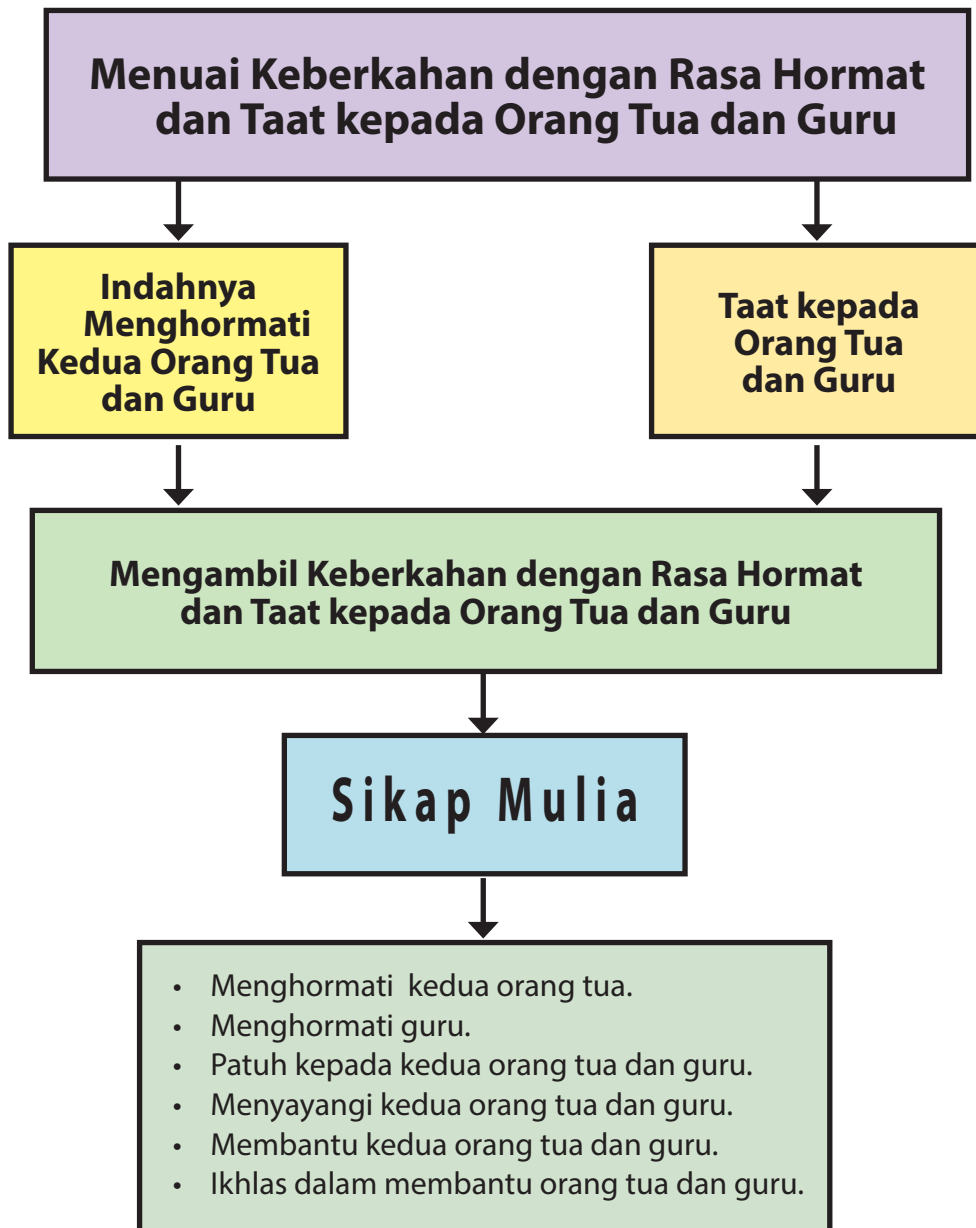 Menuai Keberkahan dengan Rasa Hormat
dan Taat kepada Orang Tua dan Guru
Indahnya
Menghormati
Kedua Orang Tua
dan Guru
Taat kepada
Orang Tua
dan Guru
Mengambil Keberkahan dengan Rasa Hormat
dan Taat kepada Orang Tua dan Guru
Sikap Mulia
• Menghormati kedua orang tua.
• Menghormati guru.
• Patuh kepada kedua orang tua dan guru.
• Menyayangi kedua orang tua dan guru.
• Membantu kedua orang tua dan guru.
• Ikhlas dalam membantu orang tua dan guru.